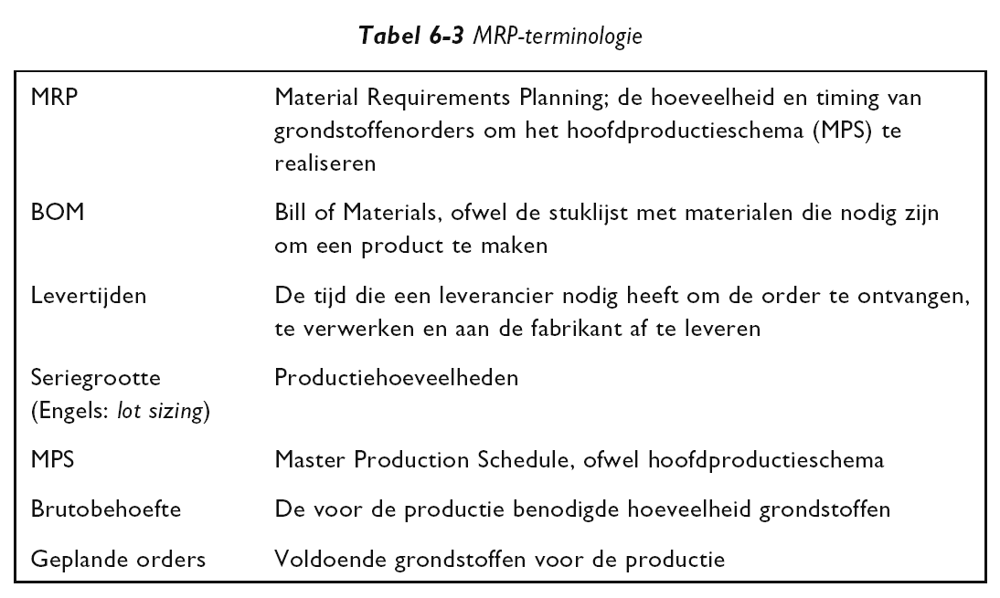 Tabel 6-3 MRP-terminologie
MRP Material Requirements Planning; de hoeveelheid en timing van
grondstoffenorders om het hoofdproductieschema (MPS) te
realiseren
BOM Bill of Materials, ofwel de stuklijst met materialen die nodig zijn
om een product te maken
Levertijden De tijd die een leverancier nodig heeft om de order te ontvangen,
te verwerken en aan de fabrikant af te leveren
Seriegrootte Productiehoeveelheden
(Engels: lot sizing)
MPS Master Production Schedule, ofwel hoofdproductieschema
Brutobehoefte De voor de productie benodigde hoeveelheid grondstoffen
Geplande orders Voldoende grondstoffen voor de productie